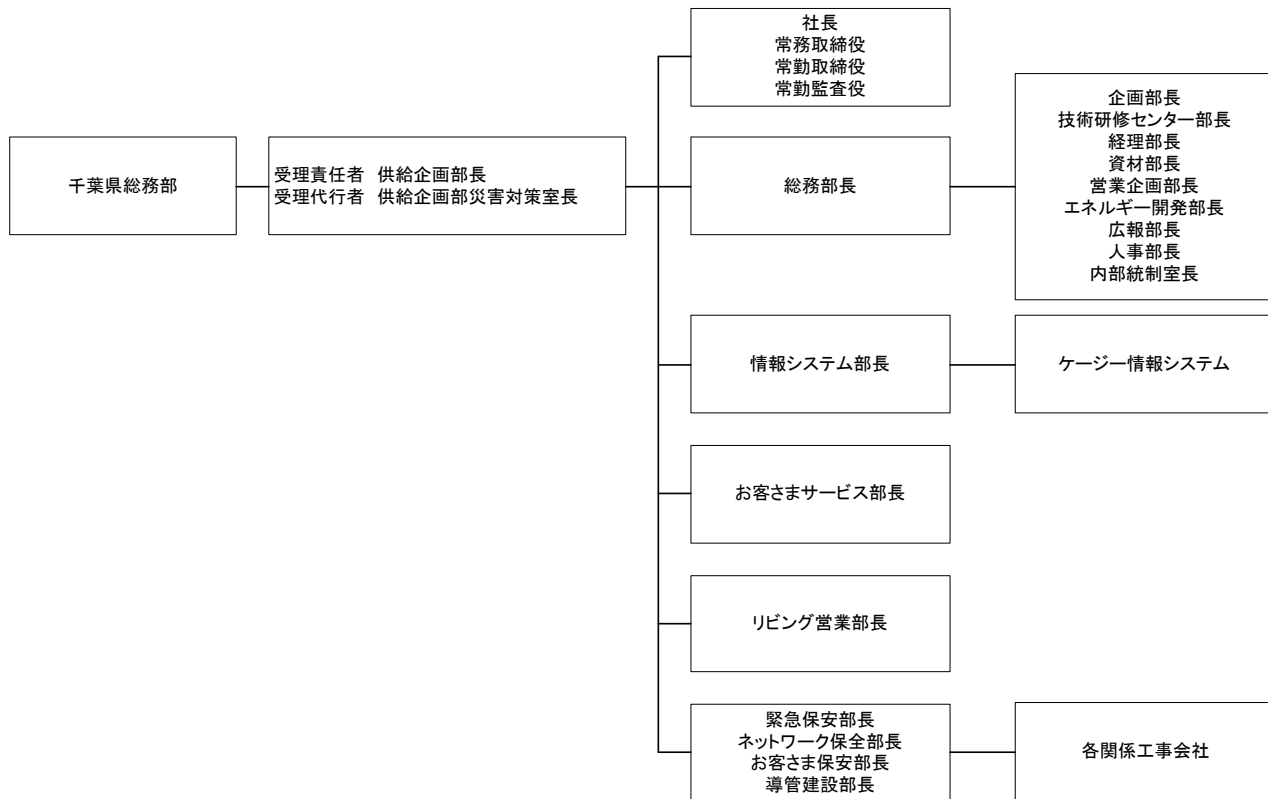 千葉県総務部
受理責任者 供給企画部長
受理代行者 供給企画部災害対策室長
社長
常務取締役
常勤取締役
常勤監査役
総務部長
企画部長
技術研修センター部長
経理部長
資材部長
営業企画部長
エネルギー開発部長
広報部長
人事部長
内部統制室長
情報システム部長
ケージー情報システム
お客さまサービス部長
リビング営業部長
緊急保安部長
ネットワーク保全部長
お客さま保安部長
導管建設部長
各関係工事会社